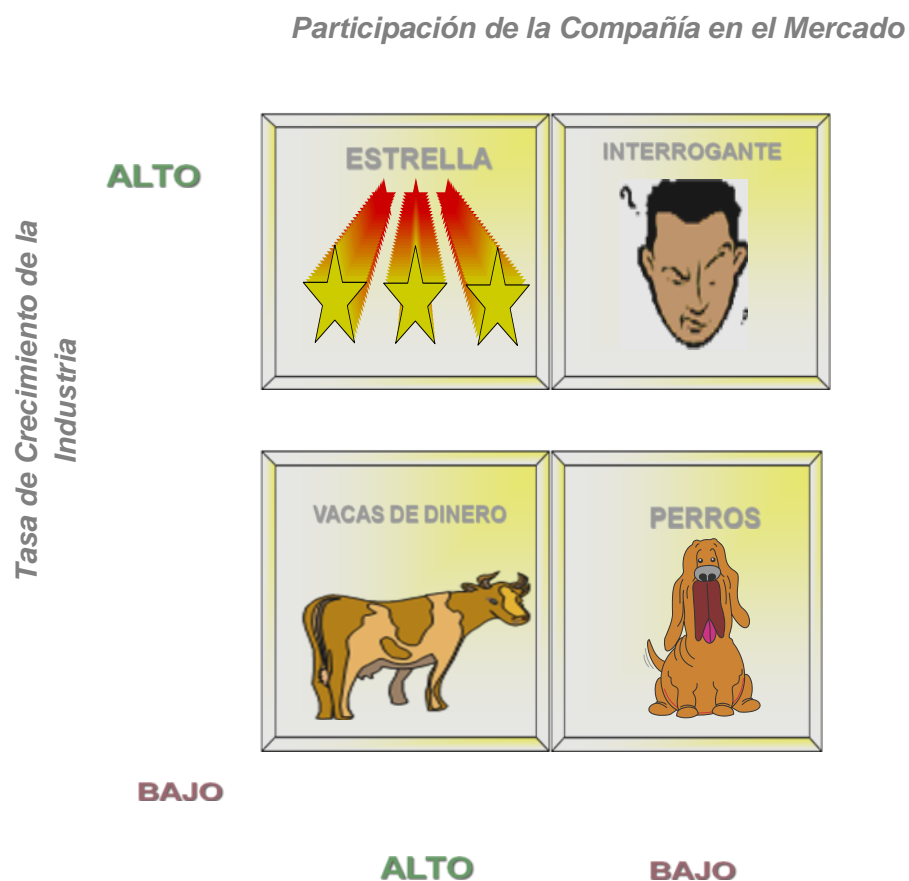 Participación de la Compañía en el Mercado
ALTO
ESTRELLA
INTERROGANTE
?
Tasa de Crecimiento de la
Industria
VACAS DE DINERO
PERROS
BAJO
ALTO
BAJO